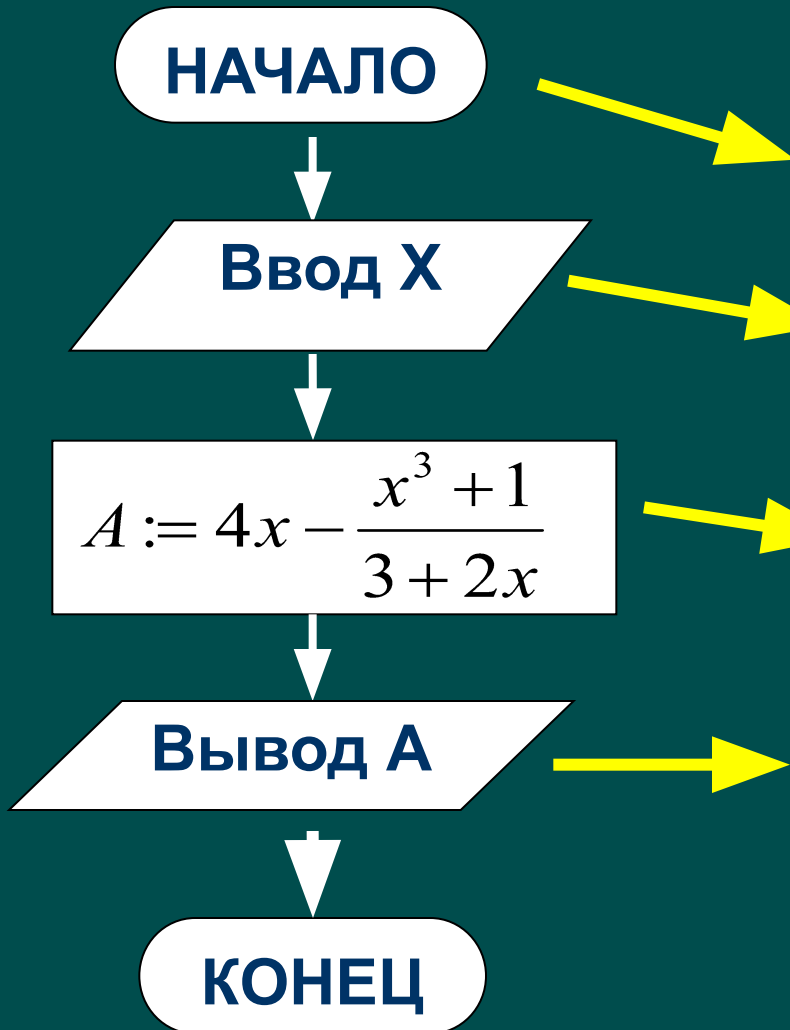 НАЧАЛО
Ввод X
A := 4x − (x³ + 1) / (3 + 2x)
Вывод А
КОНЕЦ